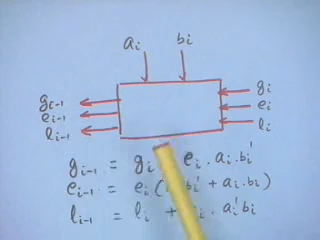 aᵢ bᵢ
gᵢ₋₁ gᵢ
eᵢ₋₁ eᵢ
lᵢ₋₁ lᵢ
gᵢ₋₁ = gᵢ eᵢ . aᵢ . bᵢ'
eᵢ₋₁ = eᵢ ( bᵢ' + aᵢ . bᵢ )
lᵢ₋₁ = lᵢ + . aᵢ' bᵢ